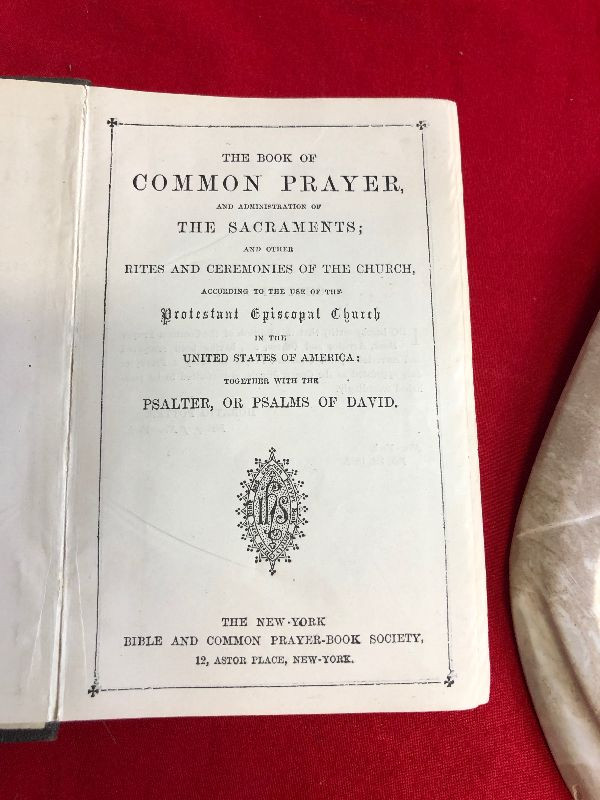 THE BOOK OF
COMMON PRAYER,
AND ADMINISTRATION OF
THE SACRAMENTS;
AND OTHER
RITES AND CEREMONIES OF THE CHURCH,
ACCORDING TO THE USE OF THE
Protestant Episcopal Church
IN THE
UNITED STATES OF AMERICA:
TOGETHER WITH THE
PSALTER, OR PSALMS OF DAVID.
IHS
THE NEW-YORK
BIBLE AND COMMON PRAYER-BOOK SOCIETY,
12, ASTOR PLACE, NEW-YORK.